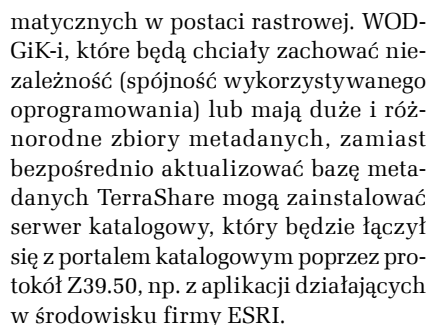 matycznych w postaci rastrowej. WOD-
GiK-i, które będą chciały zachować nie-
zależność (spójność wykorzystywanego
oprogramowania) lub mają duże i róż-
norodne zbiory metadanych, zamiast
bezpośrednio aktualizować bazę meta-
danych TerraShare mogą zainstalować
serwer katalogowy, który będzie łączył
się z portalem katalogowym poprzez pro-
tokół Z39.50, np. z aplikacji działających
w środowisku firmy ESRI.